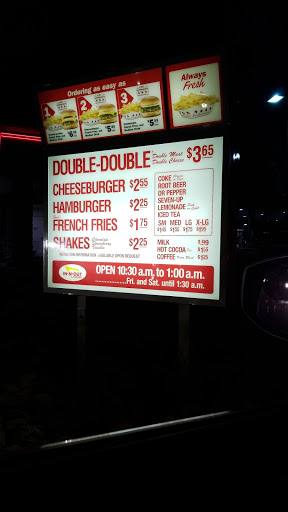 Ordering as easy as
1 2 3
Always
Fresh
DOUBLE-DOUBLE Double Meat Double Cheese $3.65
CHEESEBURGER $2.55
HAMBURGER $2.25
FRENCH FRIES $1.75
SHAKES Chocolate Strawberry Vanilla $2.25
COKE
ROOT BEER
DR PEPPER
SEVEN-UP
LEMONADE
ICED TEA
SM MED LG X-LG
MILK .99
HOT COCOA
COFFEE
NUTRITION INFORMATION AVAILABLE UPON REQUEST
IN-N-OUT
OPEN 10:30 a.m. to 1:00 a.m.
Fri. and Sat. until 1:30 a.m.